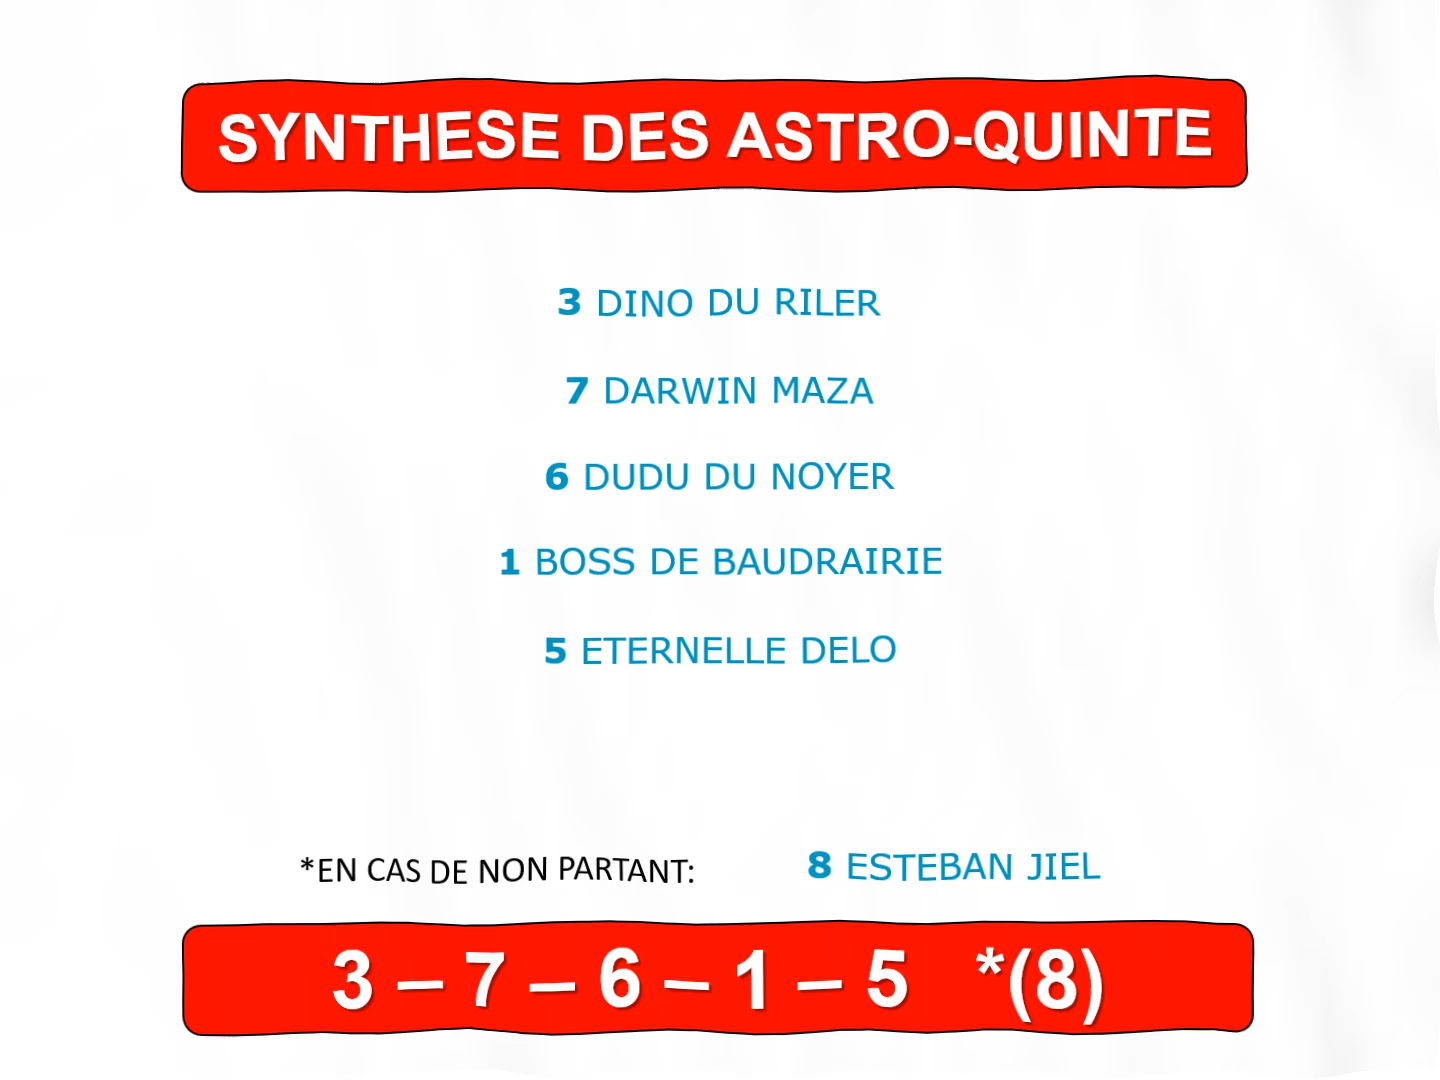 SYNTHESE DES ASTRO-QUINTE
3 DINO DU RILER
7 DARWIN MAZA
6 DUDU DU NOYER
1 BOSS DE BAUDRAIRIE
5 ETERNELLE DELO
*EN CAS DE NON PARTANT: 8 ESTEBAN JIEL
3 – 7 – 6 – 1 – 5 *(8)